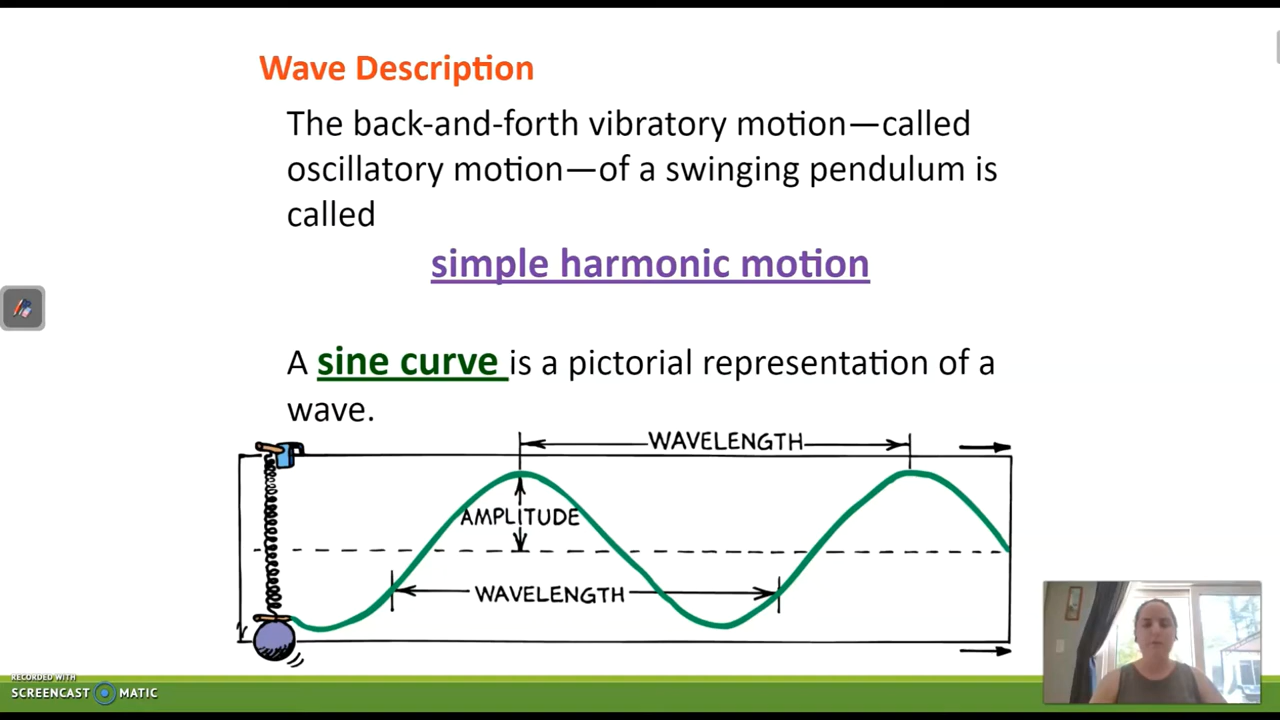 Wave Description
The back-and-forth vibratory motion—called
oscillatory motion—of a swinging pendulum is
called
simple harmonic motion
A sine curve is a pictorial representation of a
wave.
WAVELENGTH
AMPLITUDE
WAVELENGTH
RECORDED WITH
SCREENCAST MATIC